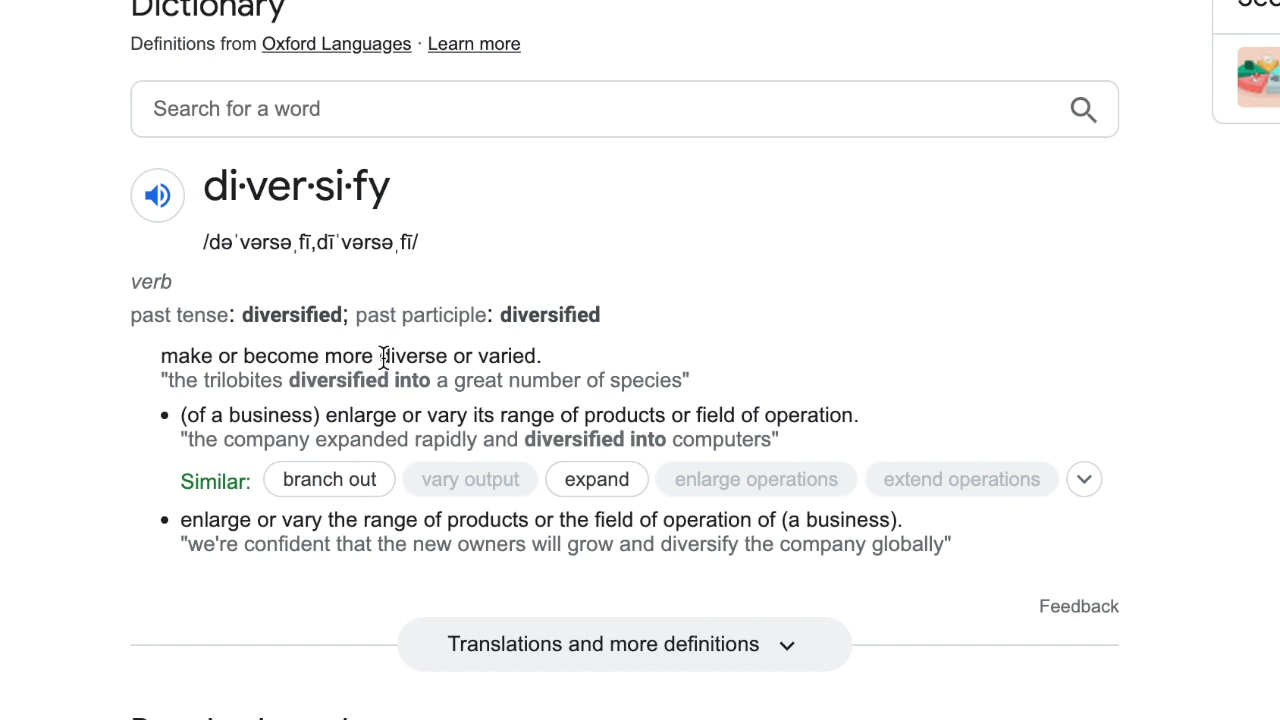 Dictionary
Definitions from Oxford Languages · Learn more
Search for a word
di·ver·si·fy
/dəˈvərsəˌfī,dīˈvərsəˌfī/
verb
past tense: diversified; past participle: diversified
make or become more diverse or varied.
"the trilobites diversified into a great number of species"
• (of a business) enlarge or vary its range of products or field of operation.
"the company expanded rapidly and diversified into computers"
Similar: branch out vary output expand enlarge operations extend operations
• enlarge or vary the range of products or the field of operation of (a business).
"we're confident that the new owners will grow and diversify the company globally"
Feedback
Translations and more definitions